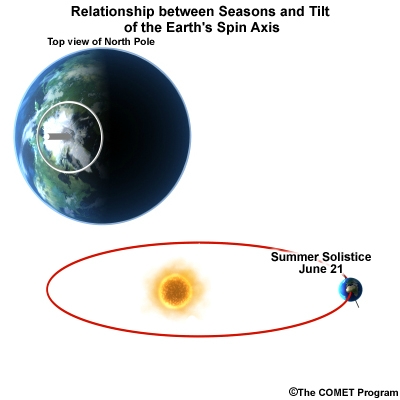 Relationship between Seasons and Tilt
of the Earth's Spin Axis
Top view of North Pole
Summer Solistice
June 21
©The COMET Program